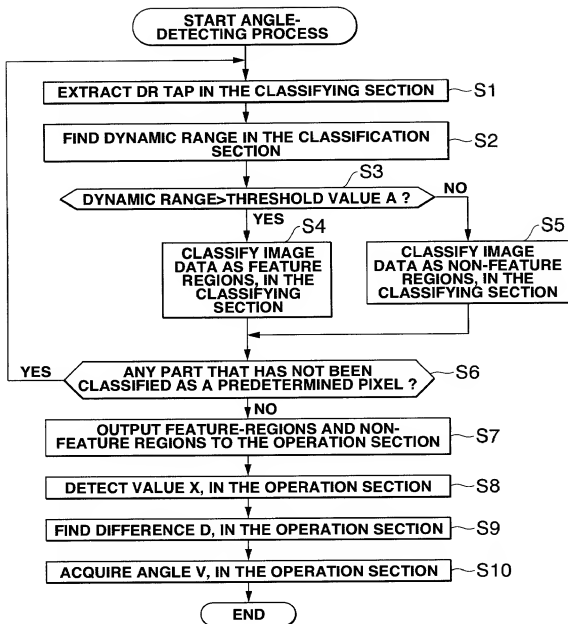 START ANGLE-
DETECTING PROCESS
EXTRACT DR TAP IN THE CLASSIFYING SECTION
S1
FIND DYNAMIC RANGE IN THE CLASSIFICATION
SECTION
S2
S3
DYNAMIC RANGE>THRESHOLD VALUE A ?
NO
YES
S4
CLASSIFY IMAGE
DATA AS FEATURE
REGIONS, IN THE
CLASSIFYING
SECTION
S5
CLASSIFY IMAGE
DATA AS NON-FEATURE
REGIONS, IN THE
CLASSIFYING SECTION
YES
ANY PART THAT HAS NOT BEEN
CLASSIFIED AS A PREDETERMINED PIXEL ?
S6
NO
OUTPUT FEATURE-REGIONS AND NON-
FEATURE REGIONS TO THE OPERATION SECTION
S7
DETECT VALUE X, IN THE OPERATION SECTION
S8
FIND DIFFERENCE D, IN THE OPERATION SECTION
S9
ACQUIRE ANGLE V, IN THE OPERATION SECTION
S10
END